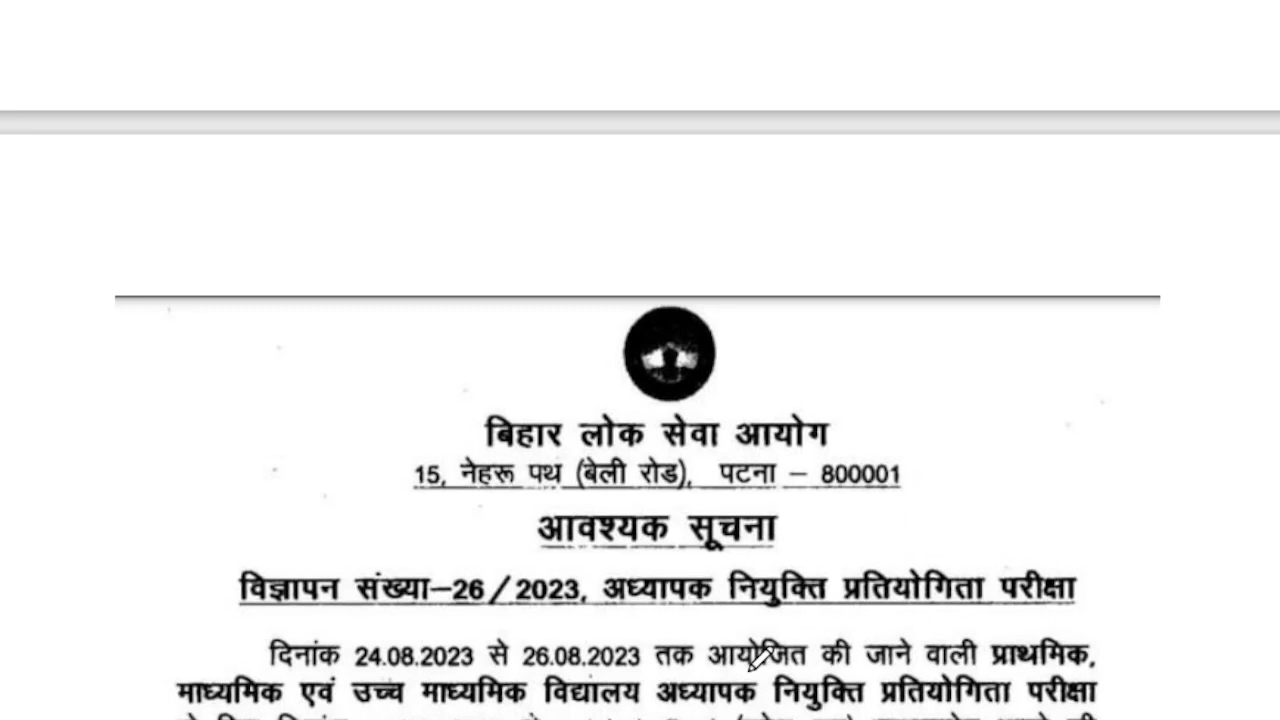 बिहार लोक सेवा आयोग
15, नेहरू पथ (बेली रोड), पटना – 800001
आवश्यक सूचना
विज्ञापन संख्या–26/2023, अध्यापक नियुक्ति प्रतियोगिता परीक्षा
दिनांक 24.08.2023 से 26.08.2023 तक आयोजित की जाने वाली प्राथमिक,
माध्यमिक एवं उच्च माध्यमिक विद्यालय अध्यापक नियुक्ति प्रतियोगिता परीक्षा